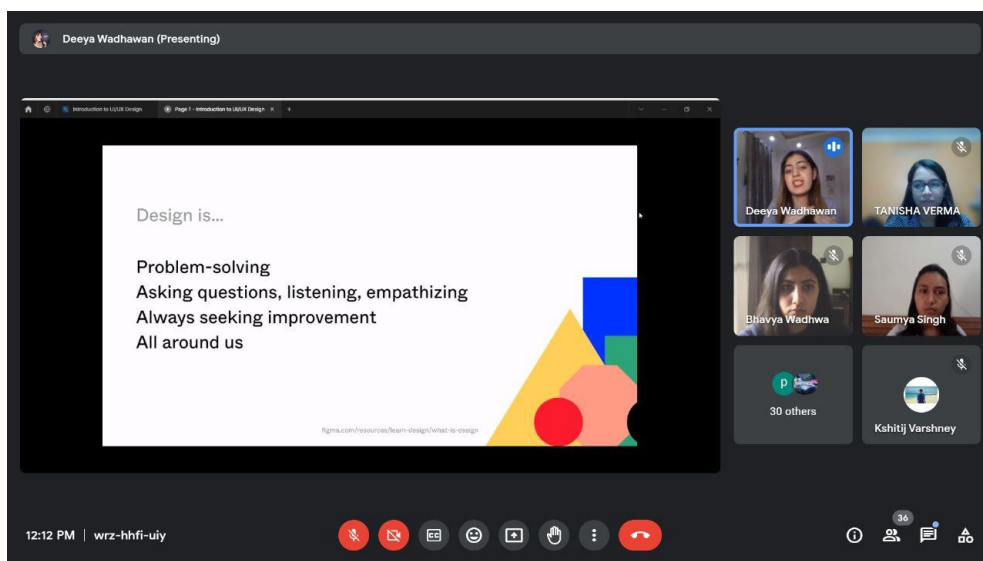 Deeya Wadhawan (Presenting)
Introduction to UI/UX Design
Page 1 - Introduction to UI/UX Design
Design is...
Problem-solving
Asking questions, listening, empathizing
Always seeking improvement
All around us
figma.com/resources/learn-design/what-is-design
Deeya Wadhawan
TANISHA VERMA
Bhavya Wadhwa
Saumya Singh
P
30 others
Kshitij Varshney
12:12 PM | wrz-hhfi-uiy
CC
36